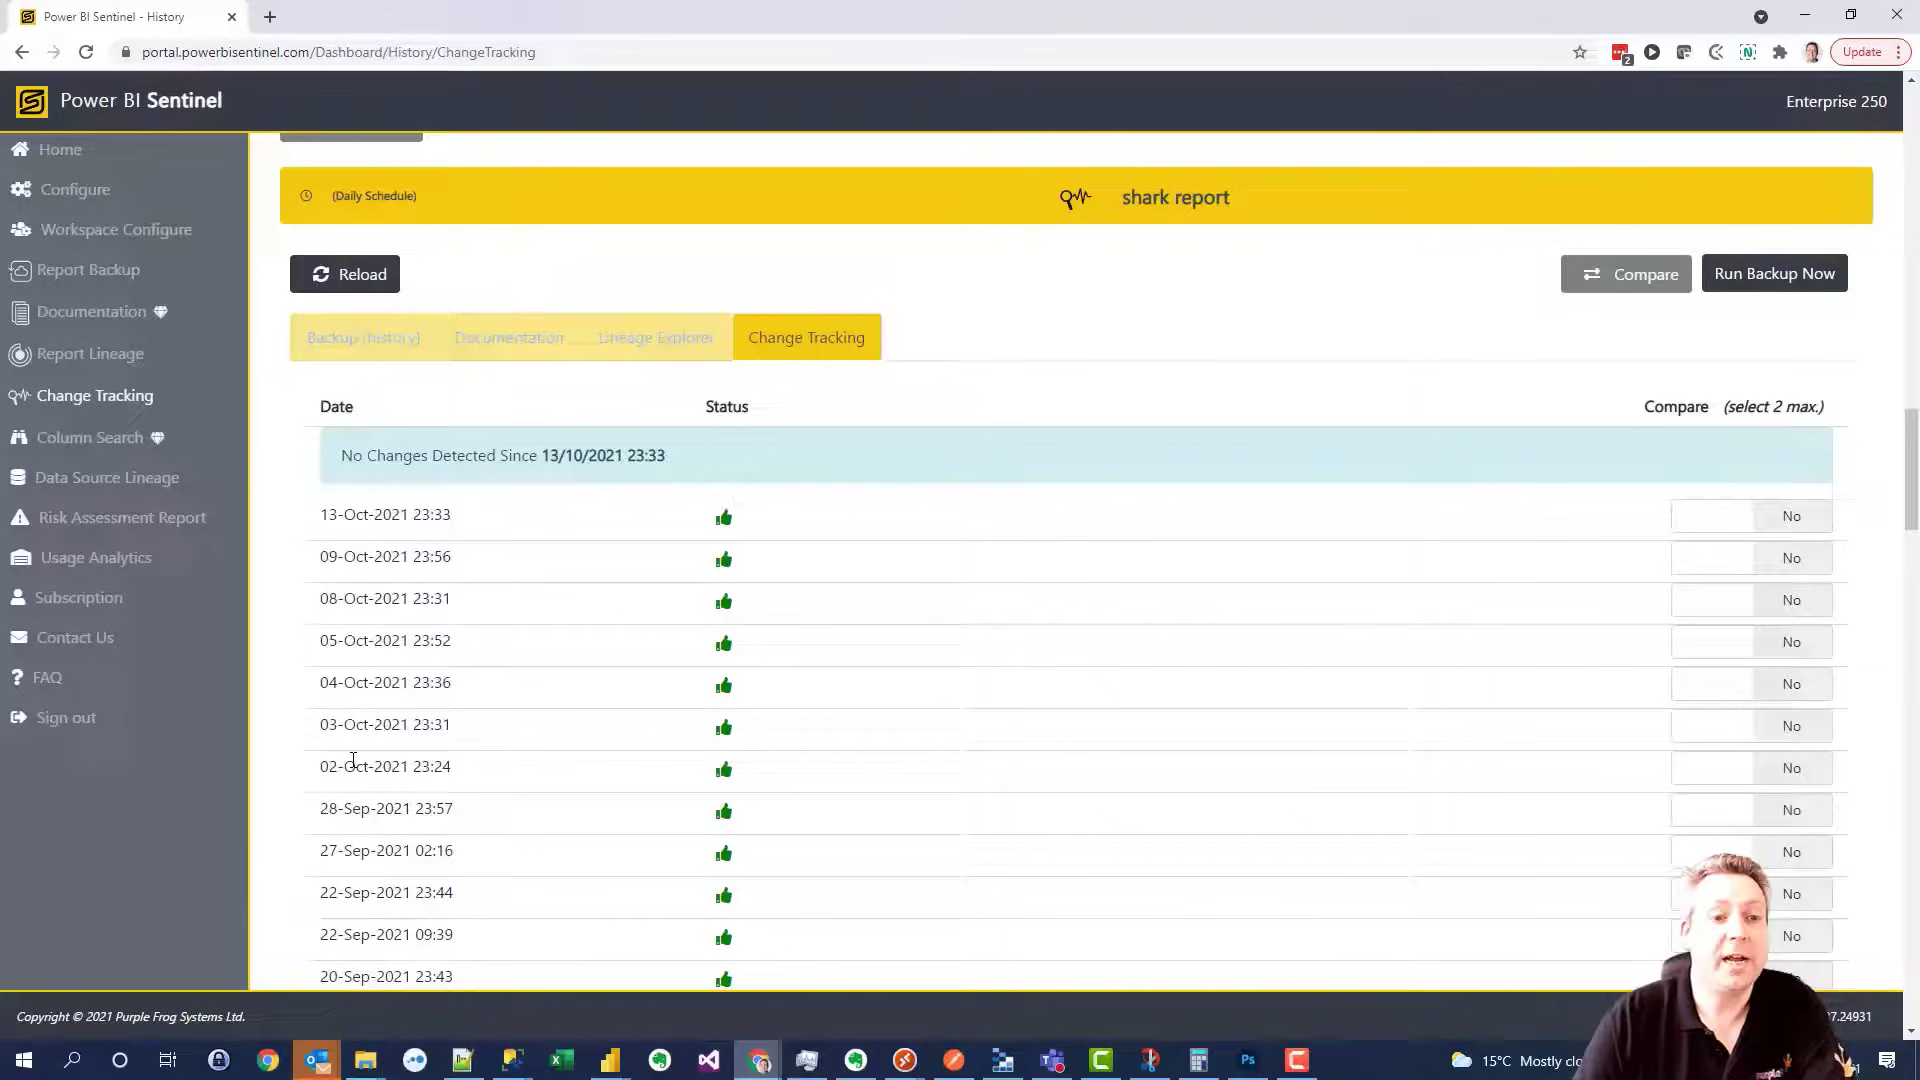 Power BI Sentinel - History
portal.powerbisentinel.com/Dashboard/History/ChangeTracking
2
Update
Power BI Sentinel
Enterprise 250
Home
Configure
Workspace Configure
Report Backup
Documentation
Report Lineage
Change Tracking
Column Search
Data Source Lineage
Risk Assessment Report
Usage Analytics
Subscription
Contact Us
FAQ
Sign out
(Daily Schedule)
shark report
Reload
Compare
Run Backup Now
Backup (history)
Documentation
Lineage Explorer
Change Tracking
Date
Status
Compare (select 2 max.)
No Changes Detected Since 13/10/2021 23:33
13-Oct-2021 23:33
No
09-Oct-2021 23:56
No
08-Oct-2021 23:31
No
05-Oct-2021 23:52
No
04-Oct-2021 23:36
No
03-Oct-2021 23:31
No
02-Oct-2021 23:24
No
28-Sep-2021 23:57
No
27-Sep-2021 02:16
No
22-Sep-2021 23:44
No
22-Sep-2021 09:39
No
20-Sep-2021 23:43
Copyright © 2021 Purple Frog Systems Ltd.
7.24931
15°C Mostly clo